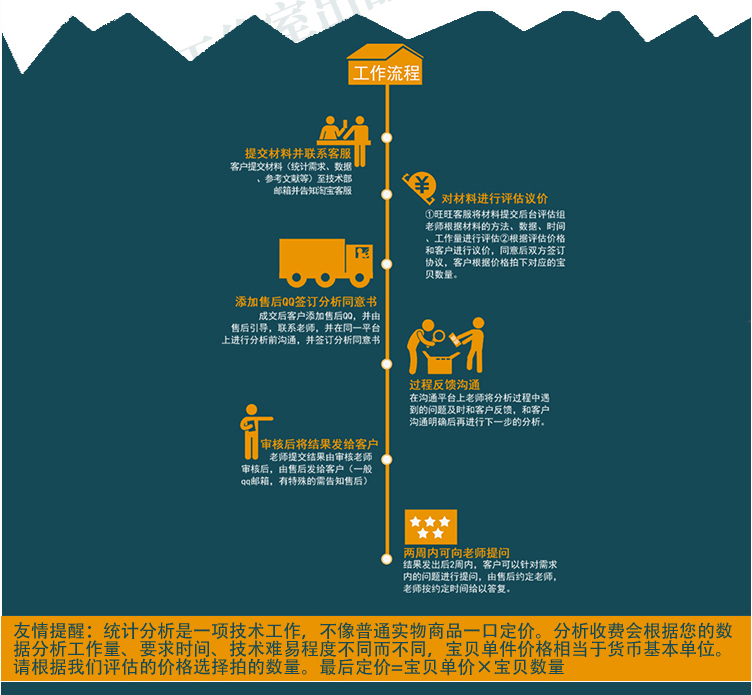 工作流程
提交材料并联系客服
客户提交材料（统计需求、数据
、参考文献等）至技术部
邮箱并告知淘宝客服
对材料进行评估议价
①旺旺客服将材料提交后台评估组
老师根据材料的方法、数据、时间
、工作量进行评估②根据评估价格
和客户进行议价，同意后双方签订
协议，客户根据价格拍下对应的宝
贝数量。
添加售后QQ签订分析同意书
成交后客户添加售后QQ，并由
售后引导，联系老师，并在同一平台
上进行分析前沟通，并签订分析同意书
过程反馈沟通
在沟通平台上老师将分析过程中遇
到的问题及时和客户反馈，和客户
沟通明确后再进行下一步的分析。
审核后将结果发给客户
老师提交结果由审核老师
审核后，由售后发给客户（一般
qq邮箱，有特殊的需告知售后）
两周内可向老师提问
结果发出后2周内，客户可以针对需求
内的问题进行提问，由售后约定老师，
老师按约定时间给以答复。
友情提醒：统计分析是一项技术工作，不像普通实物商品一口定价。分析收费会根据您的数
据分析工作量、要求时间、技术难易程度不同而不同，宝贝单件价格相当于货币基本单位。
请根据我们评估的价格选择拍的数量。最后定价=宝贝单价×宝贝数量